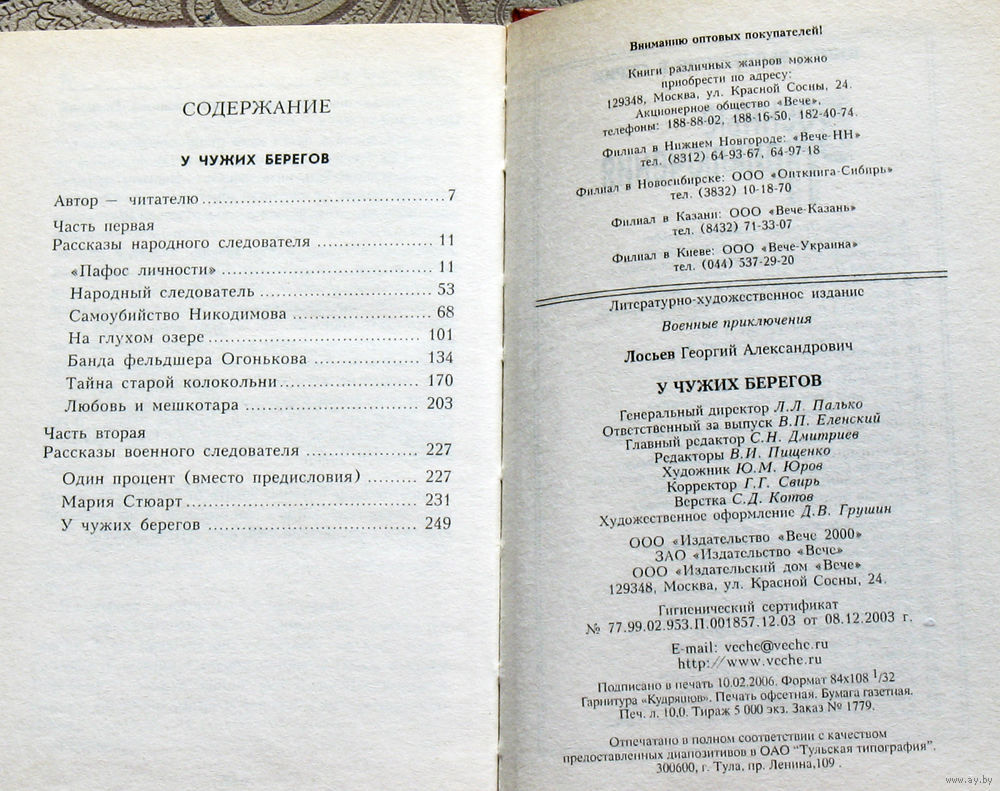 СОДЕРЖАНИЕ
У ЧУЖИХ БЕРЕГОВ
Автор — читателю ........ 7
Часть первая
Рассказы народного следователя ........ 11
«Пафос личности» ........ 11
Народный следователь ........ 53
Самоубийство Никодимова ........ 68
На глухом озере ........ 101
Банда фельдшера Огонькова ........ 134
Тайна старой колокольни ........ 170
Любовь и мешкотара ........ 203
Часть вторая
Рассказы военного следователя ........ 227
Один процент (вместо предисловия) ........ 227
Мария Стюарт ........ 231
У чужих берегов ........ 249
Вниманию оптовых покупателей!
Книги различных жанров можно
приобрести по адресу:
129348, Москва, ул. Красной Сосны, 24.
Акционерное общество «Вече»,
телефоны: 188-88-02, 188-16-50, 182-40-74.
Филиал в Нижнем Новгороде: «Вече-НН»
тел. (8312) 64-93-67, 64-97-18
Филиал в Новосибирске: ООО «Опткнига-Сибирь»
тел. (3832) 10-18-70
Филиал в Казани: ООО «Вече-Казань»
тел. (8432) 71-33-07
Филиал в Киеве: ООО «Вече-Украина»
тел. (044) 537-29-20
Литературно-художественное издание
Военные приключения
Лосьев Георгий Александрович
У ЧУЖИХ БЕРЕГОВ
Генеральный директор Л.Л. Палько
Ответственный за выпуск В.П. Еленский
Главный редактор С.Н. Дмитриев
Редакторы В.И. Пищенко
Художник Ю.М. Юров
Корректор Г.Г. Свирь
Верстка С.Д. Котов
Художественное оформление Д.В. Грушин
ООО «Издательство «Вече 2000»
ЗАО «Издательство «Вече»
ООО «Издательский дом «Вече»
129348, Москва, ул. Красной Сосны, 24.
Гигиенический сертификат
№ 77.99.02.953.П.001857.12.03 от 08.12.2003 г.
E-mail: veche@veche.ru
http://www.veche.ru
Подписано в печать 10.02.2006. Формат 84x108 1/32
Гарнитура «Кудряшов». Печать офсетная. Бумага газетная.
Печ. л. 10,0. Тираж 5 000 экз. Заказ № 1779.
Отпечатано в полном соответствии с качеством
предоставленных диапозитивов в ОАО "Тульская типография".
300600, г. Тула, пр. Ленина,109 .
www.ay.by